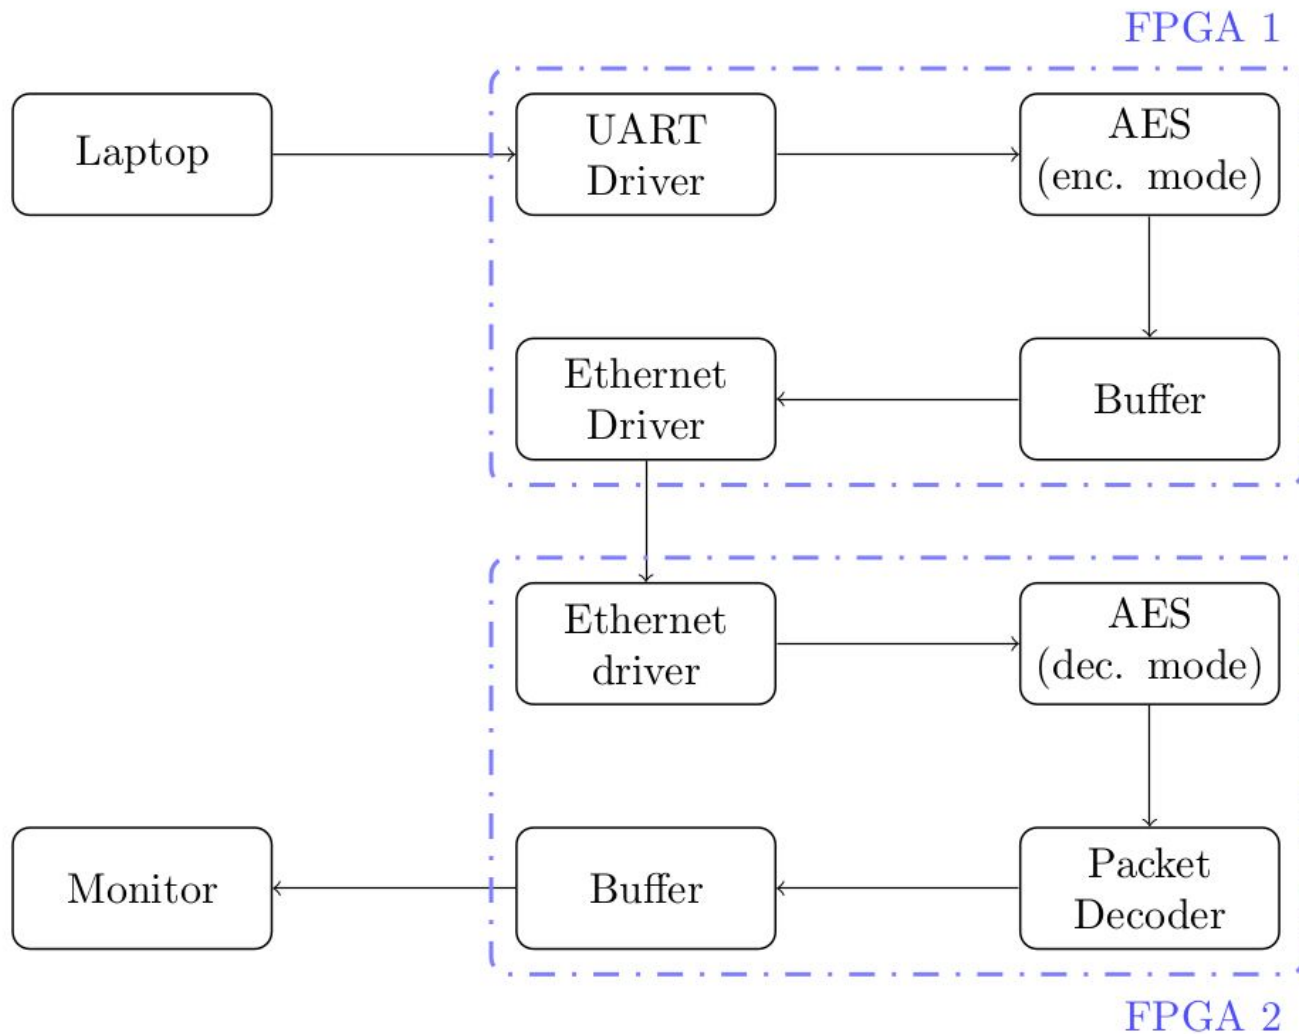 FPGA 1
Laptop
UART
Driver
AES
(enc. mode)
Ethernet
Driver
Buffer
Ethernet
driver
AES
(dec. mode)
Monitor
Buffer
Packet
Decoder
FPGA 2